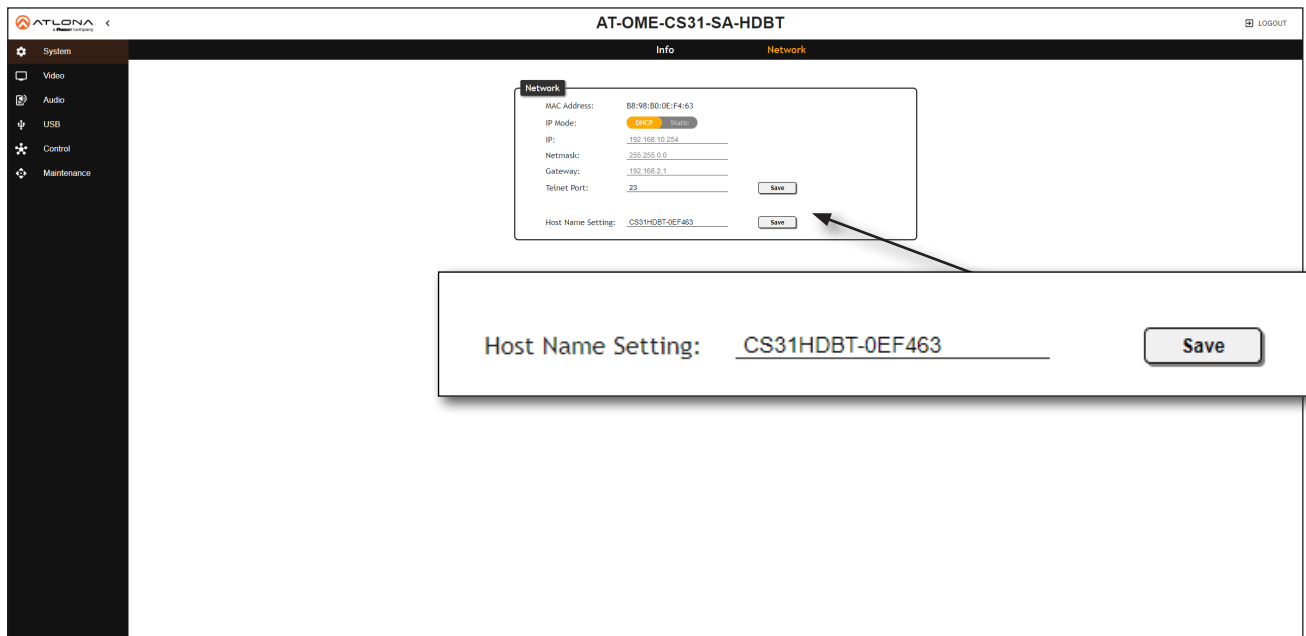 ATLONA
a Panduit company
AT-OME-CS31-SA-HDBT
LOGOUT
Info Network
System
Video
Audio
USB
Control
Maintenance
Network
MAC Address: B8:98:B0:0E:F4:63
IP Mode: DHCP Static
IP: 192.168.10.254
Netmask: 255.255.0.0
Gateway: 192.168.2.1
Telnet Port: 23 Save
Host Name Setting: CS31HDBT-0EF463 Save
Host Name Setting: CS31HDBT-0EF463 Save